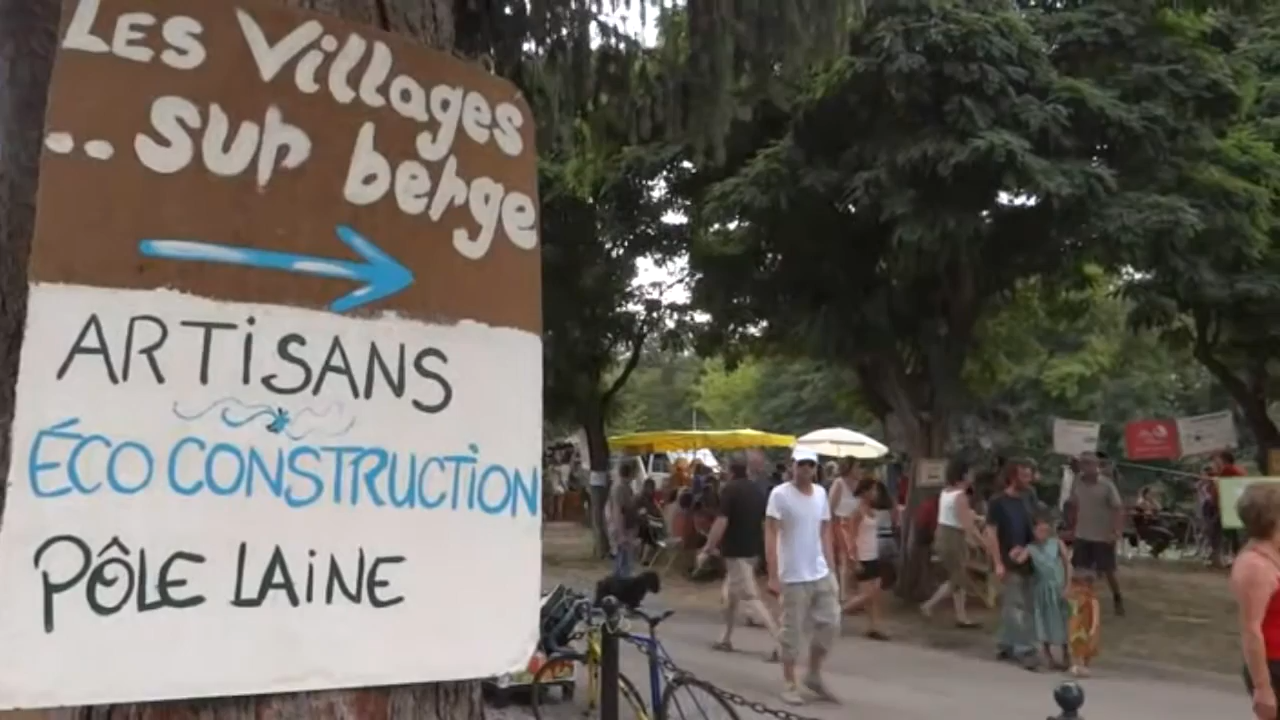 Les Villages
.. sur berge
ARTiSANS
ÉCO CONSTRUCTiON
PÔLE LAiNE